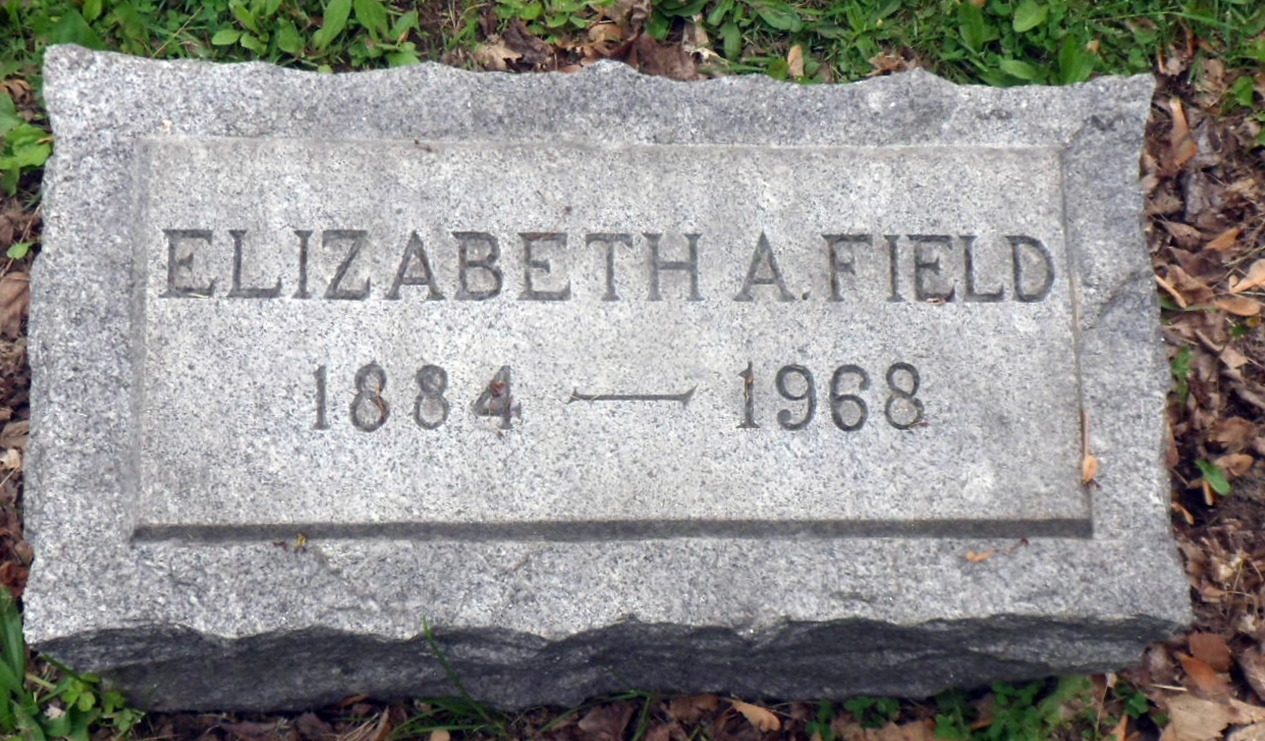 ELIZABETH A. FIELD
1884 — 1968